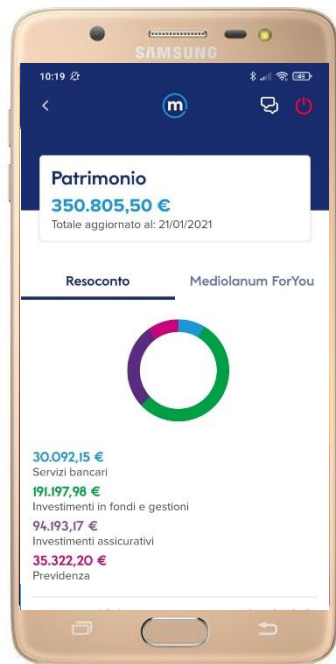 SAMSUNG
10:19
45
m
Patrimonio
350.805,50 €
Totale aggiornato al: 21/01/2021
Resoconto
Mediolanum ForYou
30.092,15 €
Servizi bancari
191.197,98 €
Investimenti in fondi e gestioni
94.193,17 €
Investimenti assicurativi
35.322,20 €
Previdenza